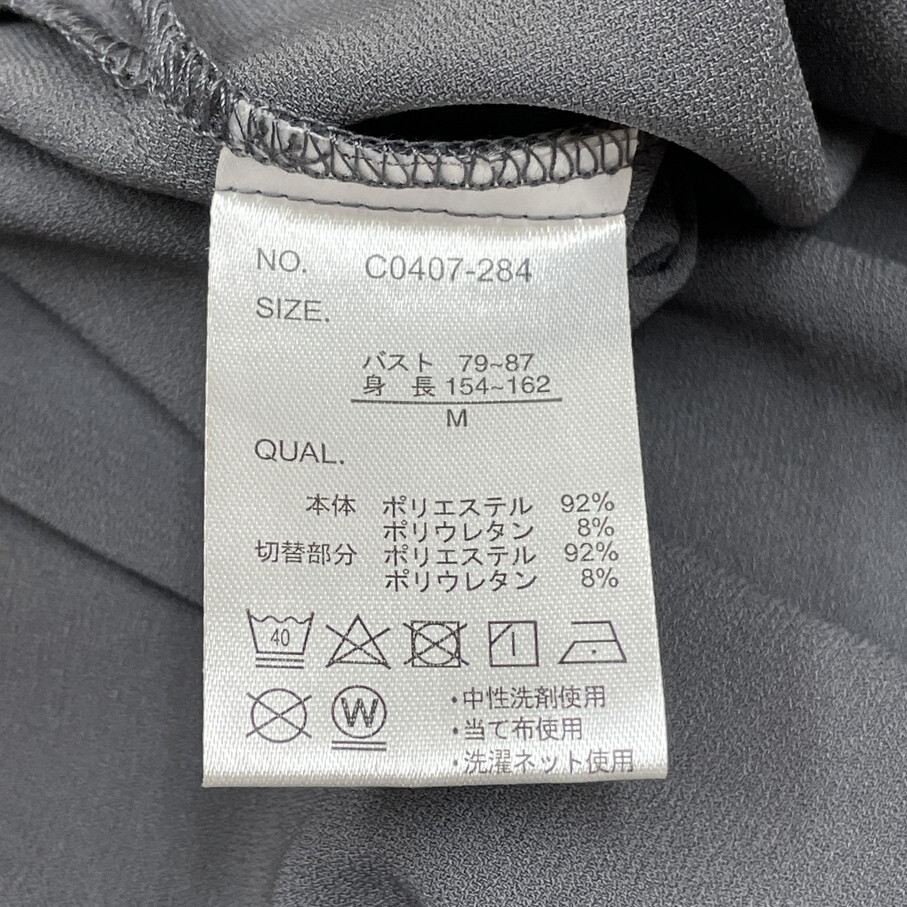 NO. C0407-284
SIZE.
バスト 79~87
身 長 154~162
M
QUAL.
本体 ポリエステル 92%
ポリウレタン 8%
切替部分 ポリエステル 92%
ポリウレタン 8%
40
W
・中性洗剤使用
・当て布使用
・洗濯ネット使用